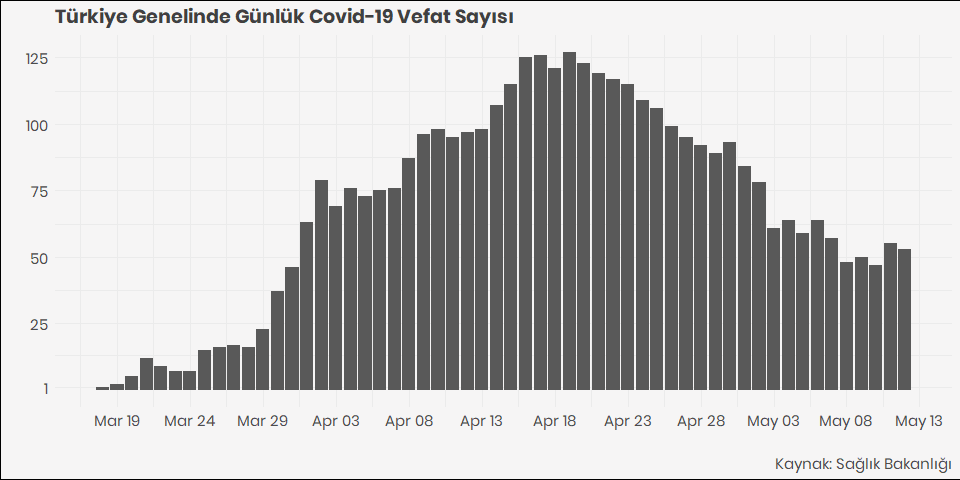 Türkiye Genelinde Günlük Covid-19 Vefat Sayısı
125
100
75
50
25
1
Mar 19 Mar 24 Mar 29 Apr 03 Apr 08 Apr 13 Apr 18 Apr 23 Apr 28 May 03 May 08 May 13
Kaynak: Sağlık Bakanlığı